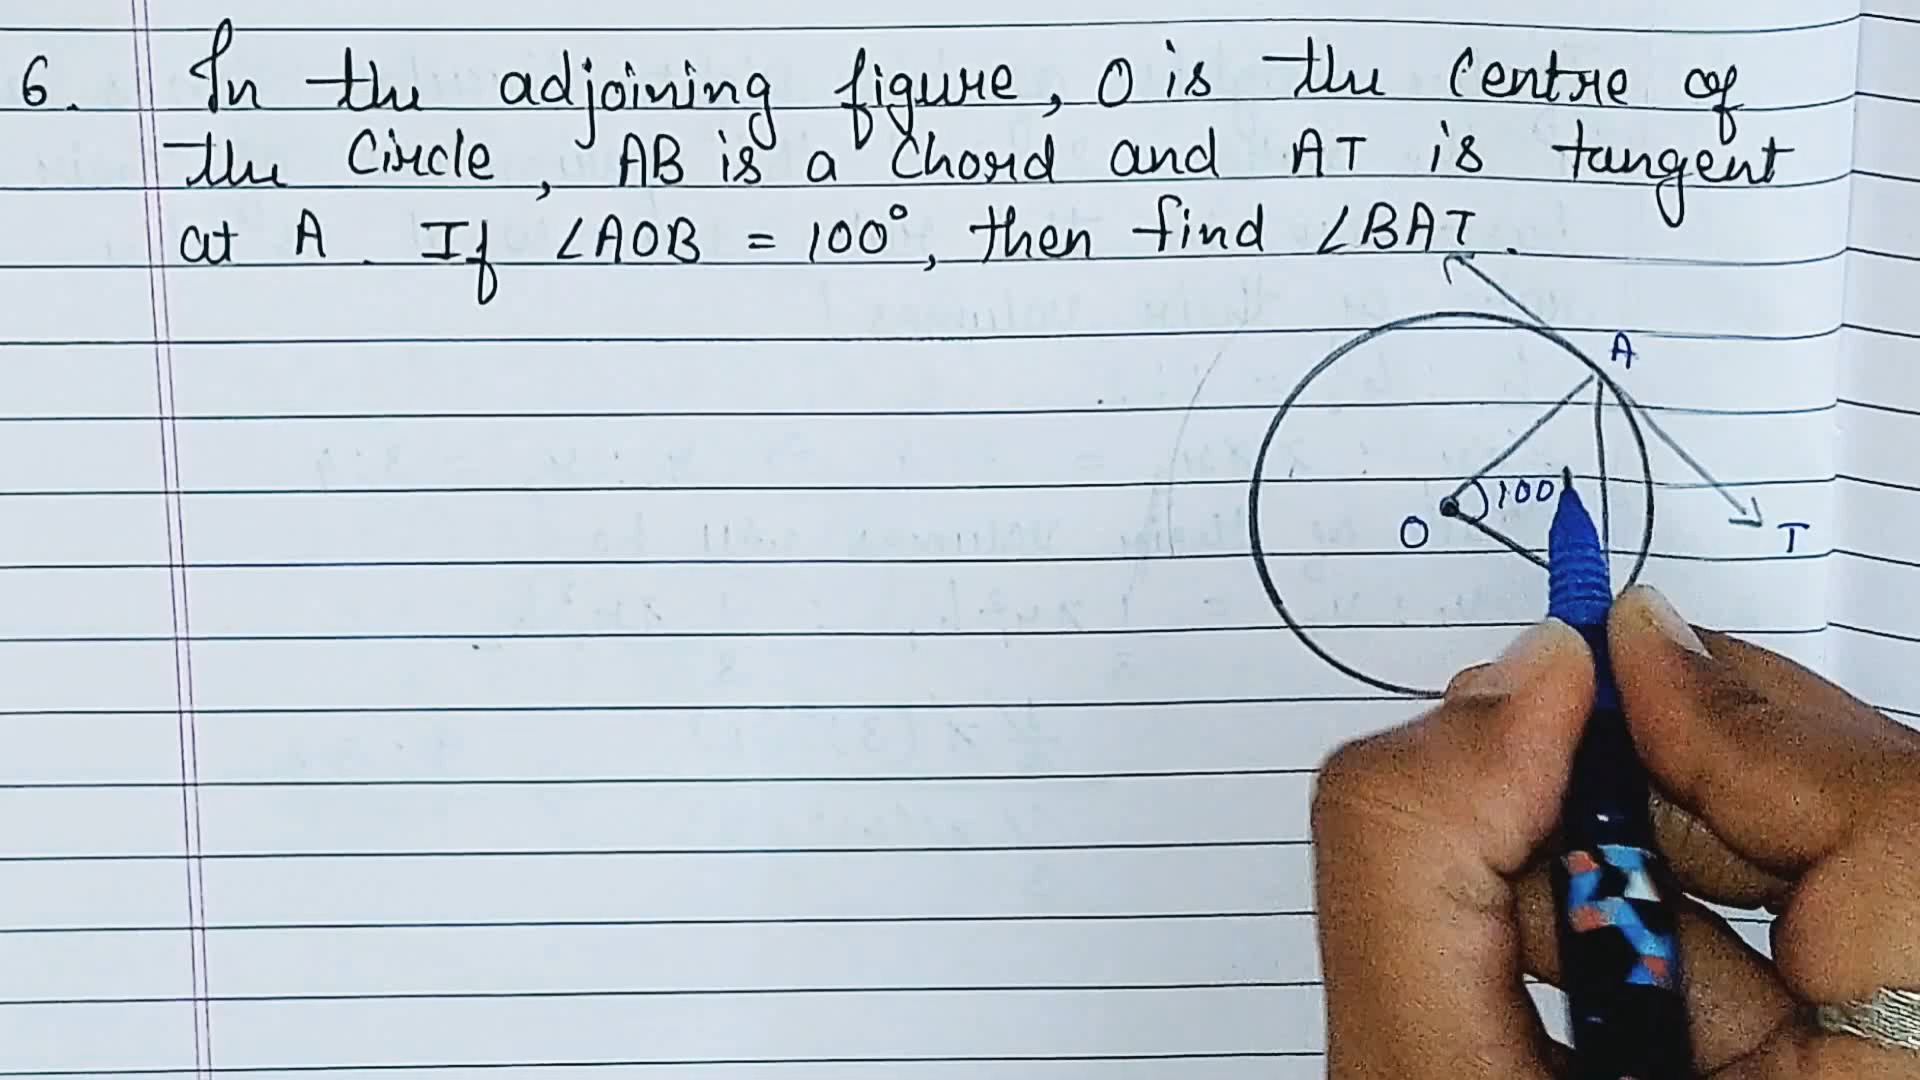 6. In the adjoining figure, O is the centre of
the circle, AB is a chord and AT is tangent
at A. If ∠AOB = 100°, then find ∠BAT.
A
100
O
T